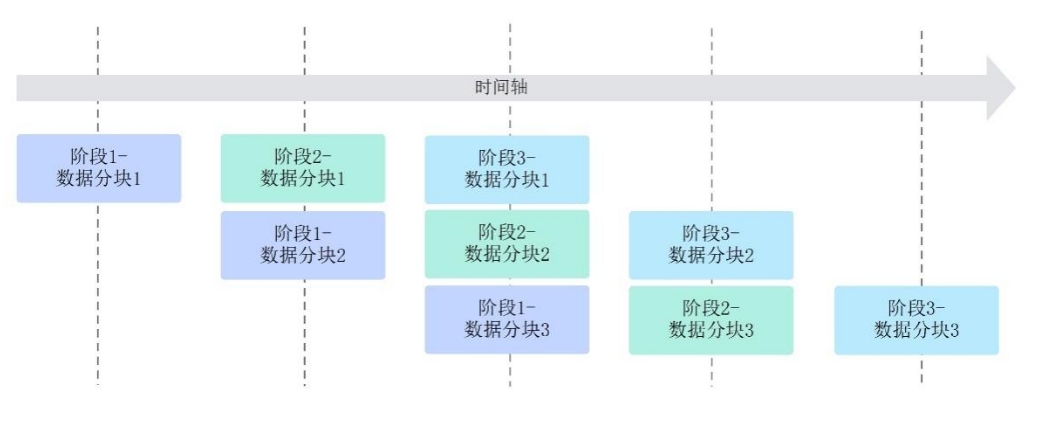 时间轴
阶段1-
数据分块1
阶段2-
数据分块1
阶段3-
数据分块1
阶段1-
数据分块2
阶段2-
数据分块2
阶段3-
数据分块2
阶段1-
数据分块3
阶段2-
数据分块3
阶段3-
数据分块3